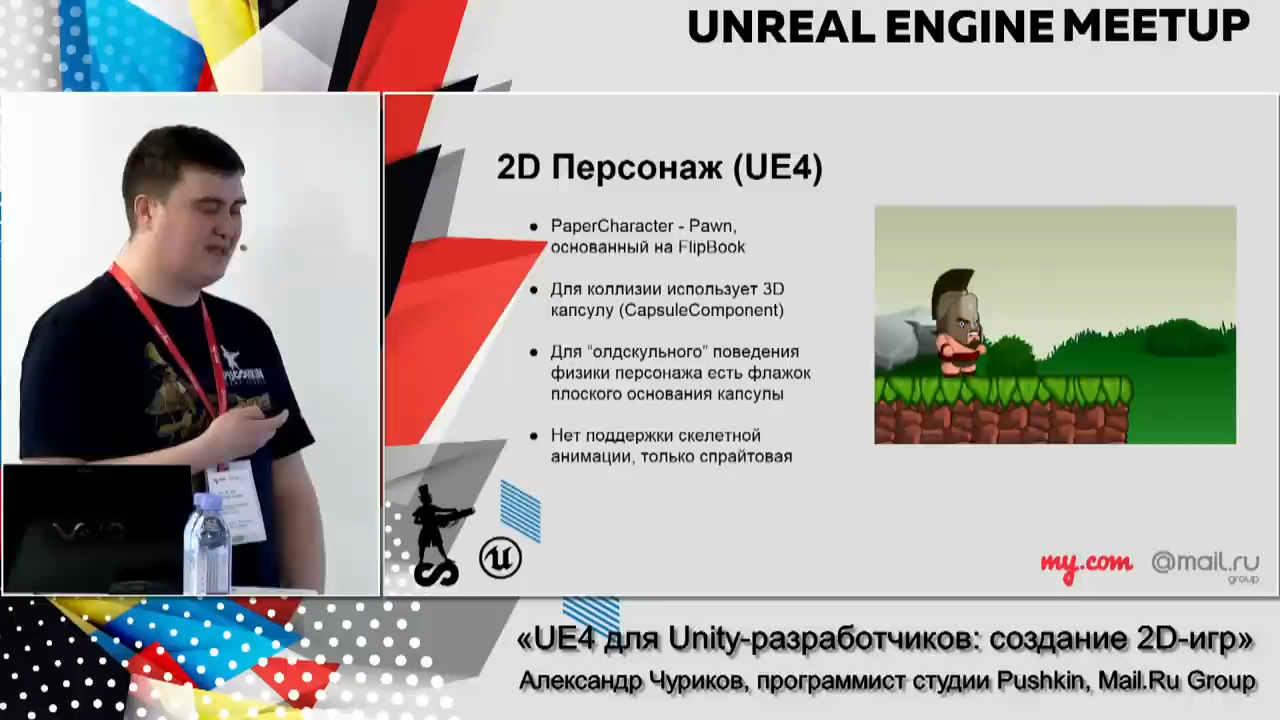 UNREAL ENGINE MEETUP
2D Персонаж (UE4)
● PaperCharacter - Pawn,
основанный на FlipBook
● Для коллизии использует 3D
капсулу (CapsuleComponent)
● Для “олдскульного” поведения
физики персонажа есть флажок
плоского основания капсулы
● Нет поддержки скелетной
анимации, только спрайтовая
VAIO
my.com @mail.ru
group
«UE4 для Unity-разработчиков: создание 2D-игр»
Александр Чуриков, программист студии Pushkin, Mail.Ru Group